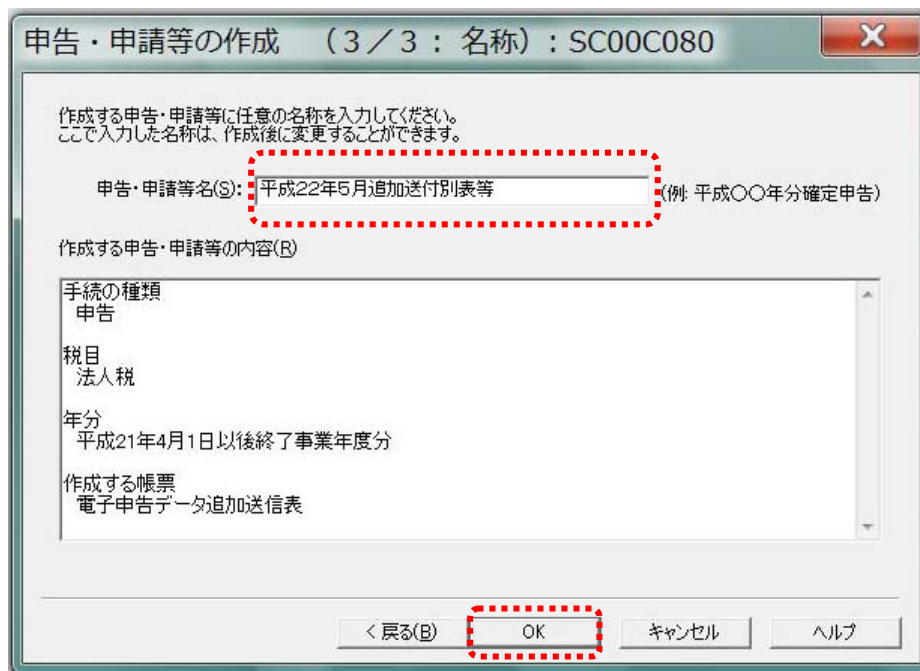 申告・申請等の作成　（３／３：名称）：SC00C080
作成する申告・申請等に任意の名称を入力してください。
ここで入力した名称は、作成後に変更することができます。
申告・申請等名(S): 平成２２年５月追加送付別表等 (例: 平成〇〇年分確定申告)
作成する申告・申請等の内容(R)
手続の種類
申告
税目
法人税
年分
平成21年4月1日以後終了事業年度分
作成する帳票
電子申告データ追加送信表
< 戻る(B) OK キャンセル ヘルプ